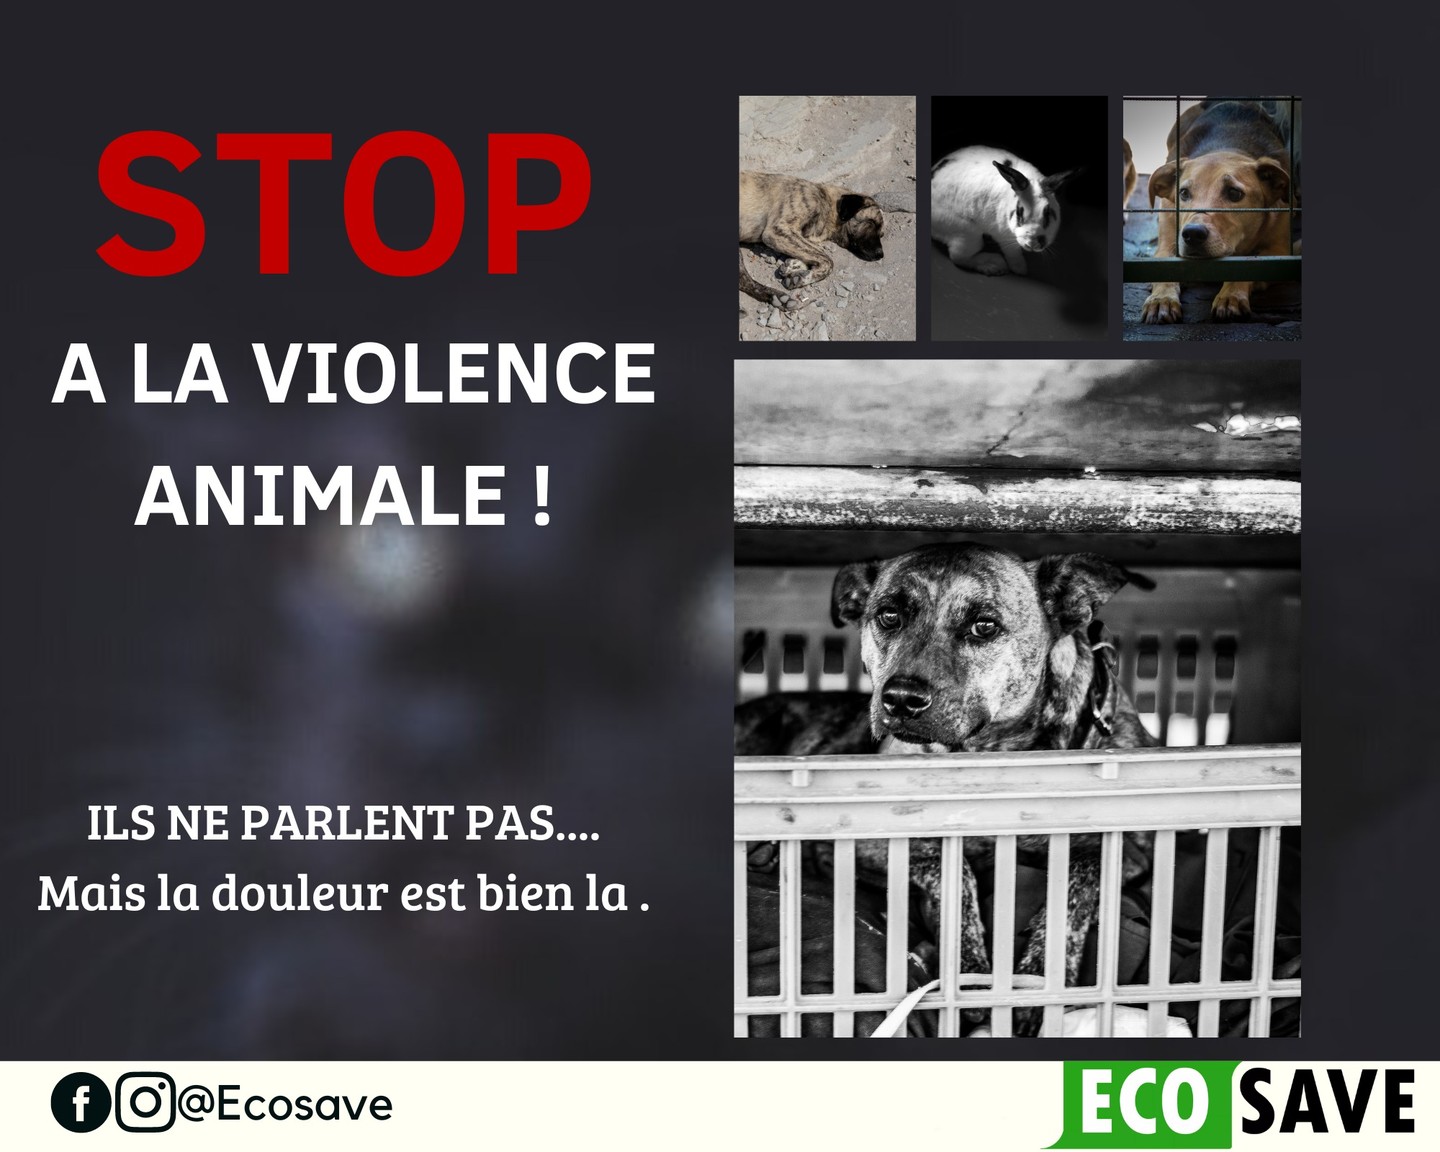 STOP
A LA VIOLENCE
ANIMALE !
ILS NE PARLENT PAS....
Mais la douleur est bien la .
@Ecosave
ECO SAVE